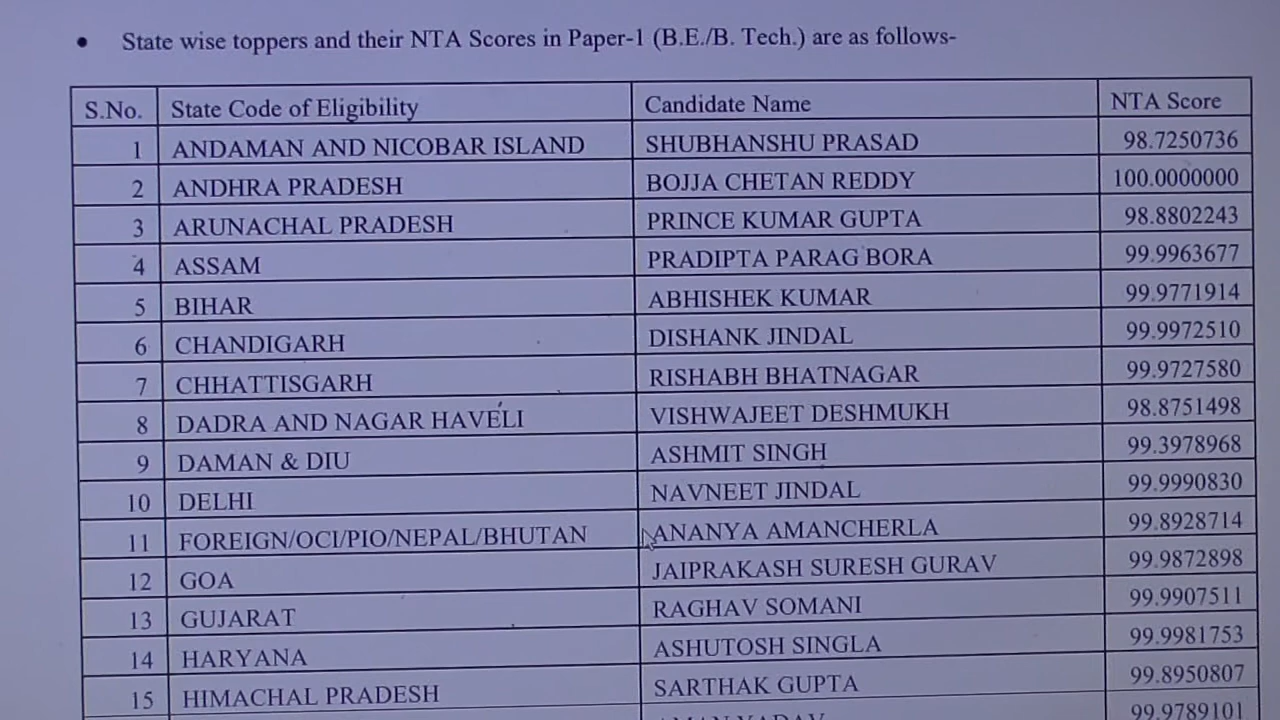 • State wise toppers and their NTA Scores in Paper-1 (B.E./B. Tech.) are as follows-
S.No. State Code of Eligibility Candidate Name NTA Score
1 ANDAMAN AND NICOBAR ISLAND SHUBHANSHU PRASAD 98.7250736
2 ANDHRA PRADESH BOJJA CHETAN REDDY 100.0000000
3 ARUNACHAL PRADESH PRINCE KUMAR GUPTA 98.8802243
4 ASSAM PRADIPTA PARAG BORA 99.9963677
5 BIHAR ABHISHEK KUMAR 99.9771914
6 CHANDIGARH DISHANK JINDAL 99.9972510
7 CHHATTISGARH RISHABH BHATNAGAR 99.9727580
8 DADRA AND NAGAR HAVELI VISHWAJEET DESHMUKH 98.8751498
9 DAMAN & DIU ASHMIT SINGH 99.3978968
10 DELHI NAVNEET JINDAL 99.9990830
11 FOREIGN/OCI/PIO/NEPAL/BHUTAN ANANYA AMANCHERLA 99.8928714
12 GOA JAIPRAKASH SURESH GURAV 99.9872898
13 GUJARAT RAGHAV SOMANI 99.9907511
14 HARYANA ASHUTOSH SINGLA 99.9981753
15 HIMACHAL PRADESH SARTHAK GUPTA 99.8950807
AMAN YADAV 99.9789101